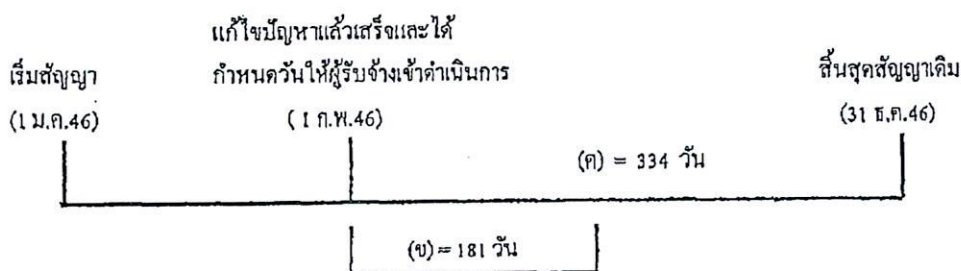 แก้ไขปัญหาแล้วเสร็จและได้
เริ่มสัญญา กำหนดวันให้ผู้รับจ้างเข้าดำเนินการ สิ้นสุดสัญญาเดิม
(1 ม.ค.46) (1 ก.พ.46) (31 ธ.ค.46)
(ค) = 334 วัน
(ข) = 181 วัน